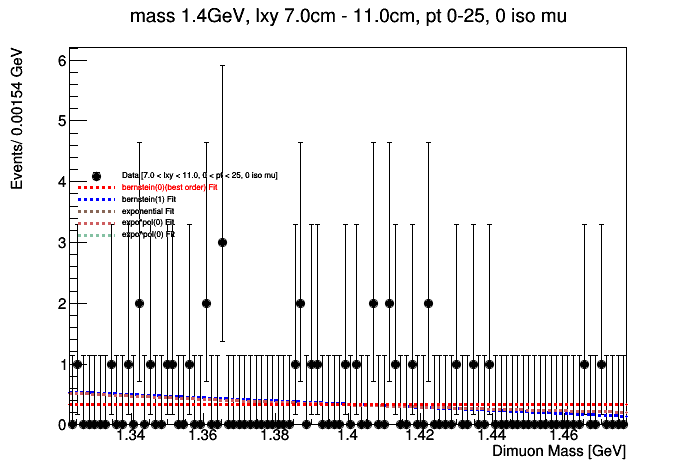 mass 1.4GeV, lxy 7.0cm - 11.0cm, pt 0-25, 0 iso mu
Events/ 0.00154 GeV
6
5
4
3
2
1
0
Data [7.0 < lxy < 11.0, 0 < pt < 25, 0 iso mu]
bernstein(0)(best order) Fit
bernstein(1) Fit
exponential Fit
expo*pol(0) Fit
expo*pol(0) Fit
1.34 1.36 1.38 1.4 1.42 1.44 1.46
Dimuon Mass [GeV]